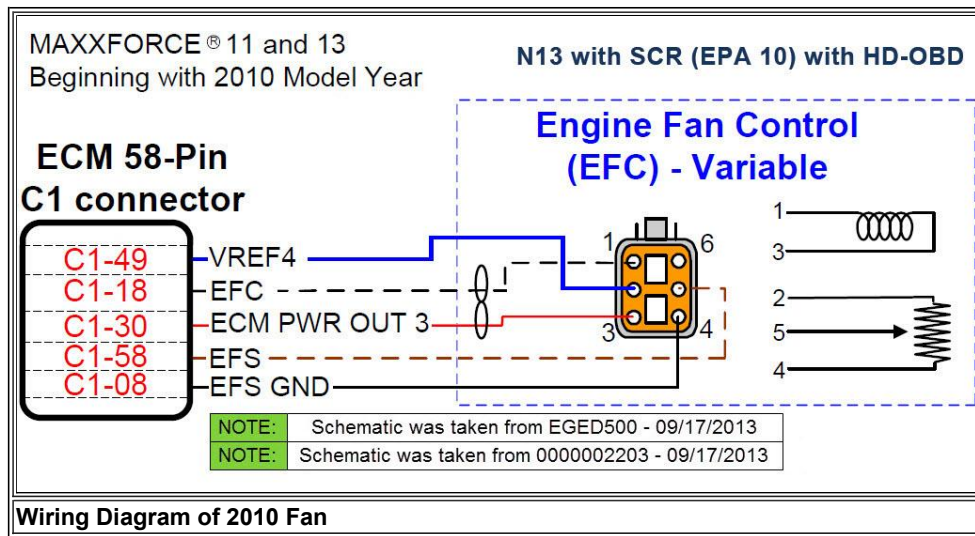 MAXXFORCE ® 11 and 13
Beginning with 2010 Model Year
N13 with SCR (EPA 10) with HD-OBD
ECM 58-Pin
C1 connector
Engine Fan Control
(EFC) - Variable
C1-49
VREF4
C1-18
EFC
C1-30
ECM PWR OUT 3
C1-58
EFS
C1-08
EFS GND
1
6
3
4
1
3
2
5
4
NOTE: Schematic was taken from EGED500 - 09/17/2013
NOTE: Schematic was taken from 0000002203 - 09/17/2013
Wiring Diagram of 2010 Fan